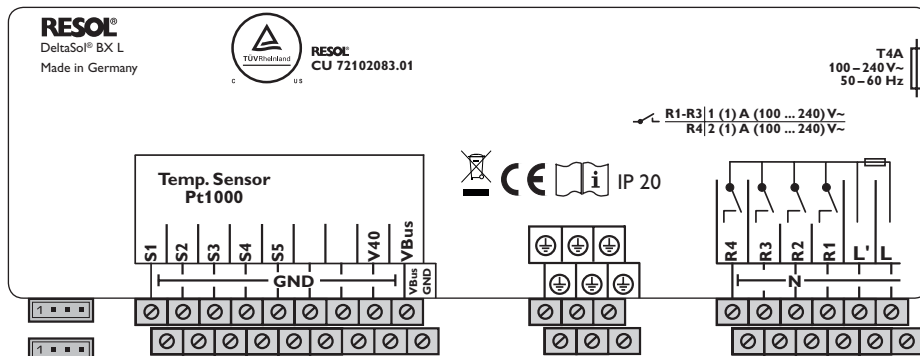 RESOL®
DeltaSol® BX L
Made in Germany
TÜVRheinland
C US
RESOL®
CU 72102083.01
T4A
100–240 V~
50–60 Hz
R1-R3 1 (1) A (100 ... 240) V~
R4 2 (1) A (100 ... 240) V~
Temp. Sensor
Pt1000
IP 20
S1 S2 S3 S4 S5 V40 VBus
R4 R3 R2 R1 L' L
GND
VBus
GND
N
1
1